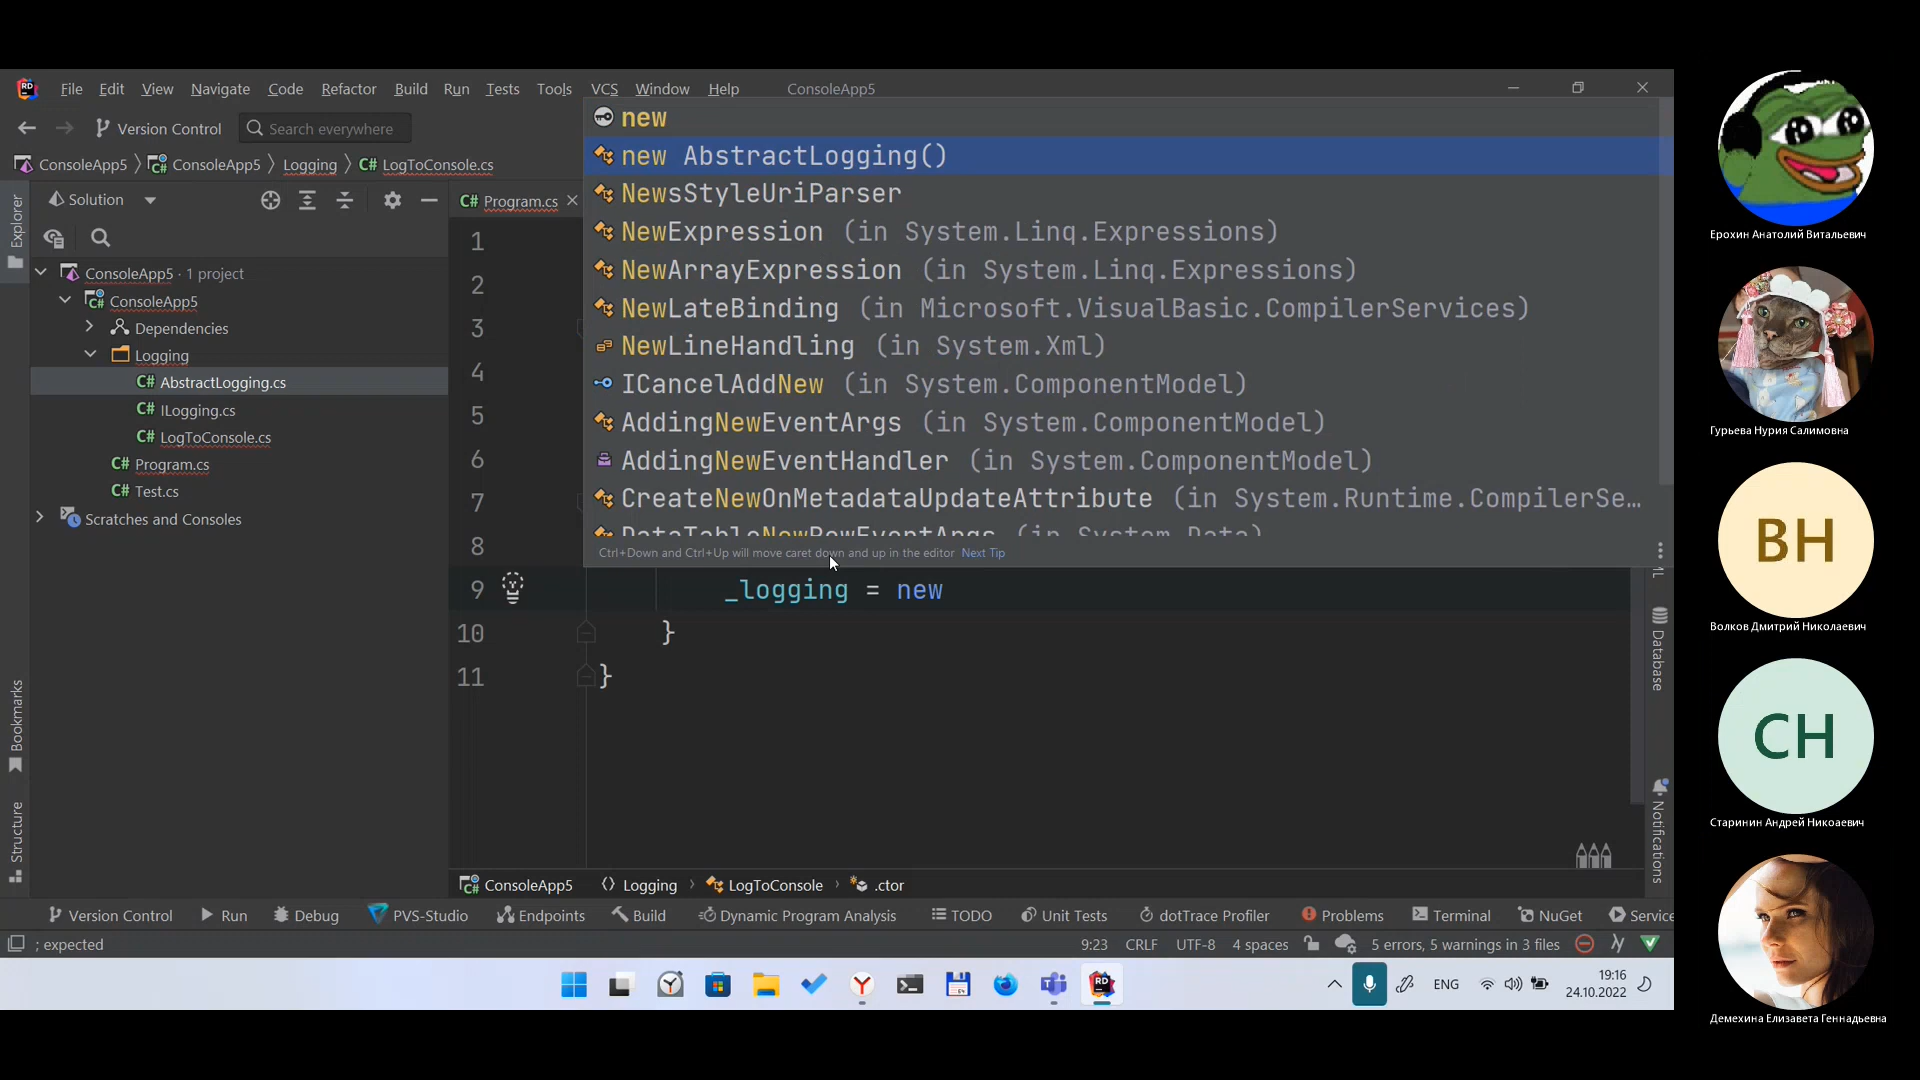 File Edit View Navigate Code Refactor Build Run Tests Tools VCS Window Help ConsoleApp5
Version Control Search everywhere
ConsoleApp5 ConsoleApp5 Logging C# LogToConsole.cs
Explorer
Solution
C# Program.cs
ConsoleApp5 · 1 project
ConsoleApp5
Dependencies
Logging
C# AbstractLogging.cs
C# ILogging.cs
C# LogToConsole.cs
C# Program.cs
C# Test.cs
Scratches and Consoles
Bookmarks
Structure
new
new AbstractLogging()
NewsStyleUriParser
NewExpression (in System.Linq.Expressions)
NewArrayExpression (in System.Linq.Expressions)
NewLateBinding (in Microsoft.VisualBasic.CompilerServices)
NewLineHandling (in System.Xml)
ICancelAddNew (in System.ComponentModel)
AddingNewEventArgs (in System.ComponentModel)
AddingNewEventHandler (in System.ComponentModel)
CreateNewOnMetadataUpdateAttribute (in System.Runtime.CompilerSe...
DataTableNewRowEventArgs (in System.Data)
Ctrl+Down and Ctrl+Up will move caret down and up in the editor Next Tip
1
2
3
4
5
6
7
8
9 _logging = new
10 }
11 }
Database
Notifications
ConsoleApp5 Logging LogToConsole .ctor
Version Control Run Debug PVS-Studio Endpoints Build Dynamic Program Analysis TODO Unit Tests dotTrace Profiler Problems Terminal NuGet Service
; expected 9:23 CRLF UTF-8 4 spaces 5 errors, 5 warnings in 3 files
ENG 19:16
24.10.2022
Ерохин Анатолий Витальевич
Гурьева Нурия Салимовна
ВН
Волков Дмитрий Николаевич
СН
Старинин Андрей Никоаевич
Демехина Елизавета Геннадьевна